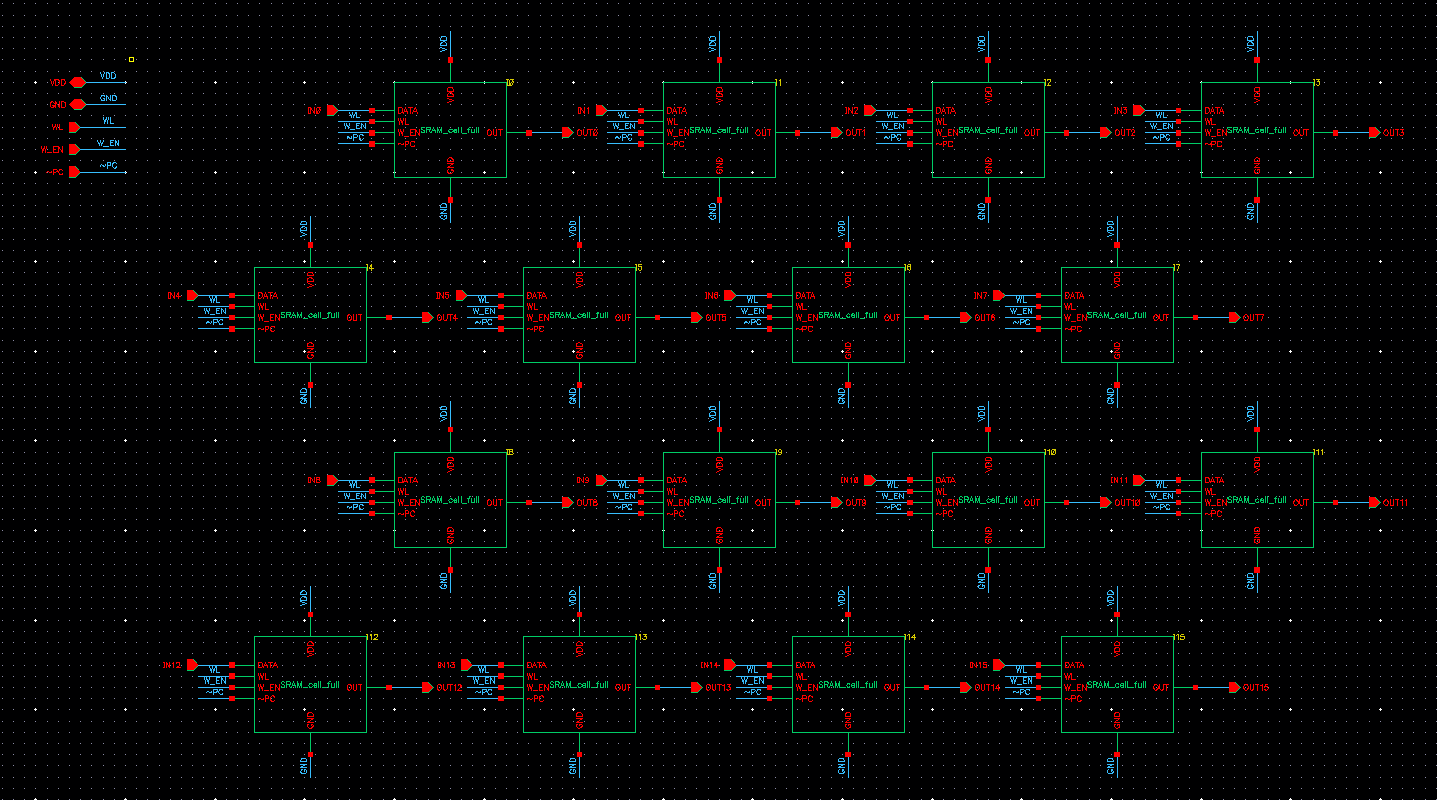 VDD VDD
GND GND
WL WL
W_EN W_EN
~PC ~PC
VDD VDD VDD VDD
I0 I1 I2 I3
VDD VDD VDD VDD
IN0 DATA IN1 DATA IN2 DATA IN3 DATA
WL WL WL WL WL WL WL WL
W_EN W_EN SRAM_cell_full OUT OUT0 W_EN W_EN SRAM_cell_full OUT OUT1 W_EN W_EN SRAM_cell_full OUT OUT2 W_EN W_EN SRAM_cell_full OUT OUT3
~PC ~PC ~PC ~PC ~PC ~PC ~PC ~PC
GND GND GND GND
GND GND GND GND
VDD VDD VDD VDD
I4 I5 I6 I7
VDD VDD VDD VDD
IN4 DATA IN5 DATA IN6 DATA IN7 DATA
WL WL WL WL WL WL WL WL
W_EN W_EN SRAM_cell_full OUT OUT4 W_EN W_EN SRAM_cell_full OUT OUT5 W_EN W_EN SRAM_cell_full OUT OUT6 W_EN W_EN SRAM_cell_full OUT OUT7
~PC ~PC ~PC ~PC ~PC ~PC ~PC ~PC
GND GND GND GND
GND GND GND GND
VDD VDD VDD VDD
I8 I9 I10 I11
VDD VDD VDD VDD
IN8 DATA IN9 DATA IN10 DATA IN11 DATA
WL WL WL WL WL WL WL WL
W_EN W_EN SRAM_cell_full OUT OUT8 W_EN W_EN SRAM_cell_full OUT OUT9 W_EN W_EN SRAM_cell_full OUT OUT10 W_EN W_EN SRAM_cell_full OUT OUT11
~PC ~PC ~PC ~PC ~PC ~PC ~PC ~PC
GND GND GND GND
GND GND GND GND
VDD VDD VDD VDD
I12 I13 I14 I15
VDD VDD VDD VDD
IN12 DATA IN13 DATA IN14 DATA IN15 DATA
WL WL WL WL WL WL WL WL
W_EN W_EN SRAM_cell_full OUT OUT12 W_EN W_EN SRAM_cell_full OUT OUT13 W_EN W_EN SRAM_cell_full OUT OUT14 W_EN W_EN SRAM_cell_full OUT OUT15
~PC ~PC ~PC ~PC ~PC ~PC ~PC ~PC
GND GND GND GND
GND GND GND GND